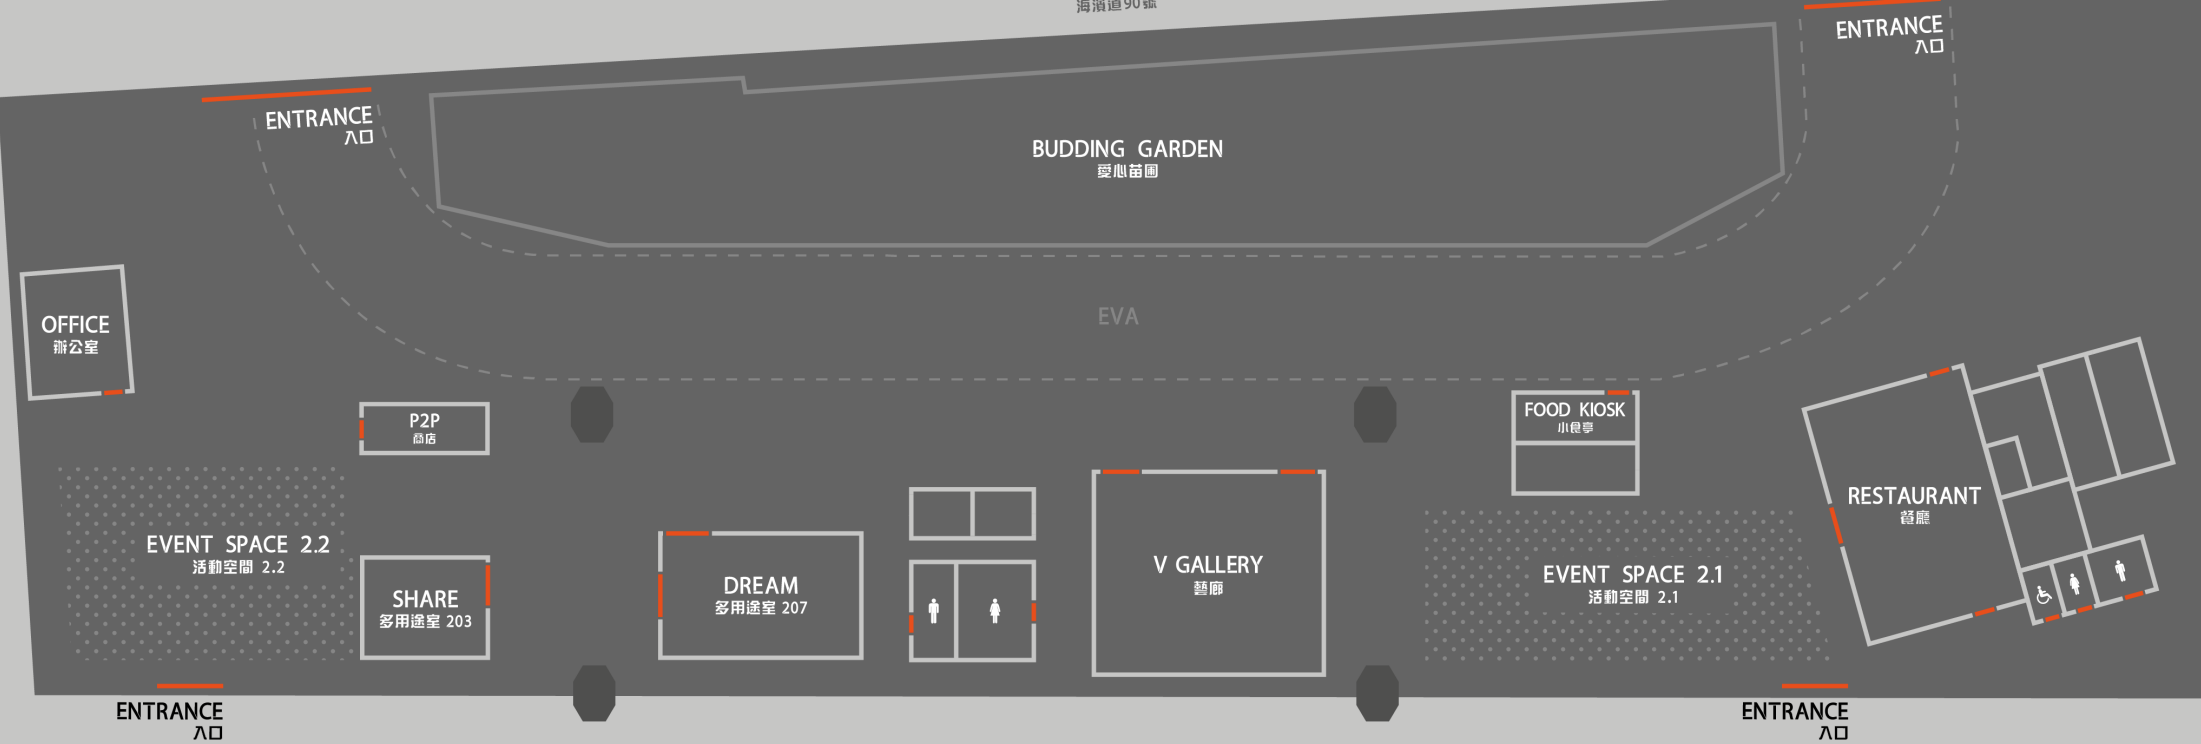 海濱道90號
ENTRANCE
入口
ENTRANCE
入口
BUDDING GARDEN
愛心苗圃
EVA
OFFICE
辦公室
P2P
商店
FOOD KIOSK
小食亭
RESTAURANT
餐廳
EVENT SPACE 2.2
活動空間 2.2
SHARE
多用途室 203
DREAM
多用途室 207
V GALLERY
藝廊
EVENT SPACE 2.1
活動空間 2.1
ENTRANCE
入口
ENTRANCE
入口